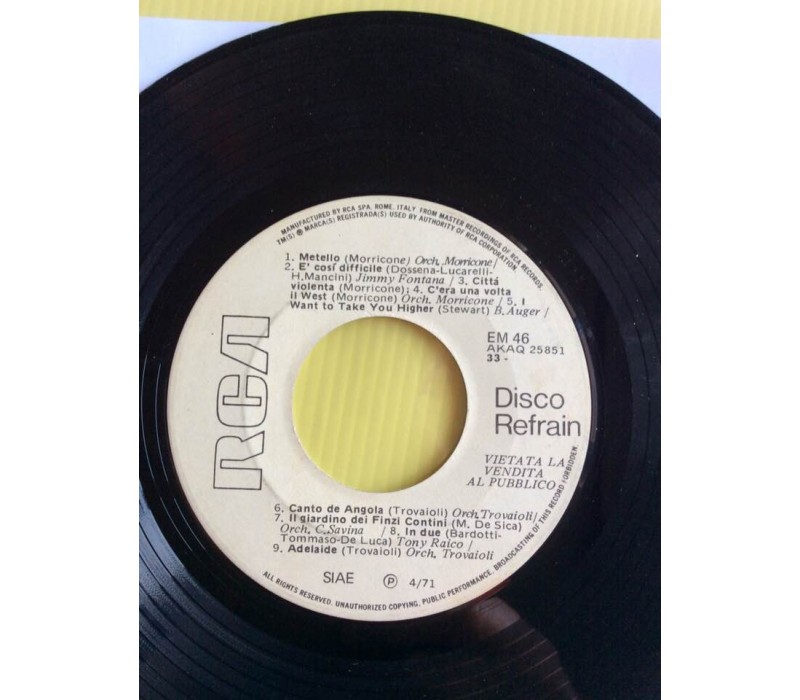 MANUFACTURED BY RCA SPA. ROME, ITALY FROM MASTER RECORDINGS OF RCA RECORDS.
TM(S) ® MARCA(S) REGISTRADA(S) USED BY AUTHORITY OF RCA CORPORATION.
1. Metello (Morricone) Orch. Morricone/
2. E' così difficile (Dossena-Lucarelli-
H.Mancini) Jimmy Fontana / 3. Città
violenta (Morricone); 4. C'era una volta
il West (Morricone) Orch. Morricone / 5. I
Want to Take You Higher (Stewart) B. Auger /
RCA
EM 46
AKAQ 25851
33 -
Disco
Refrain
VIETATA LA
VENDITA
AL PUBBLICO
6. Canto de Angola (Trovaioli) Orch. Trovaioli/
7. Il giardino dei Finzi Contini (M. De Sica)
Orch. C. Savina / 8. In due (Bardotti-
Tommaso-De Luca) Tony Raico /
9. Adelaide (Trovaioli) Orch. Trovaioli
SIAE ℗ 4/71
ALL RIGHTS RESERVED. UNAUTHORIZED COPYING, PUBLIC PERFORMANCE, BROADCASTING OF THIS RECORD FORBIDDEN.